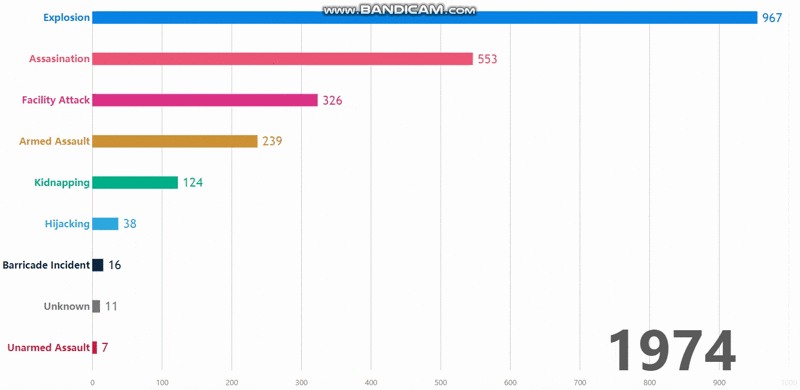 www.BANDICAM.com
Explosion 967
Assasination 553
Facility Attack 326
Armed Assault 239
Kidnapping 124
Hijacking 38
Barricade Incident 16
Unknown 11
Unarmed Assault 7
1974
0 100 200 300 400 500 600 700 800 900 1000